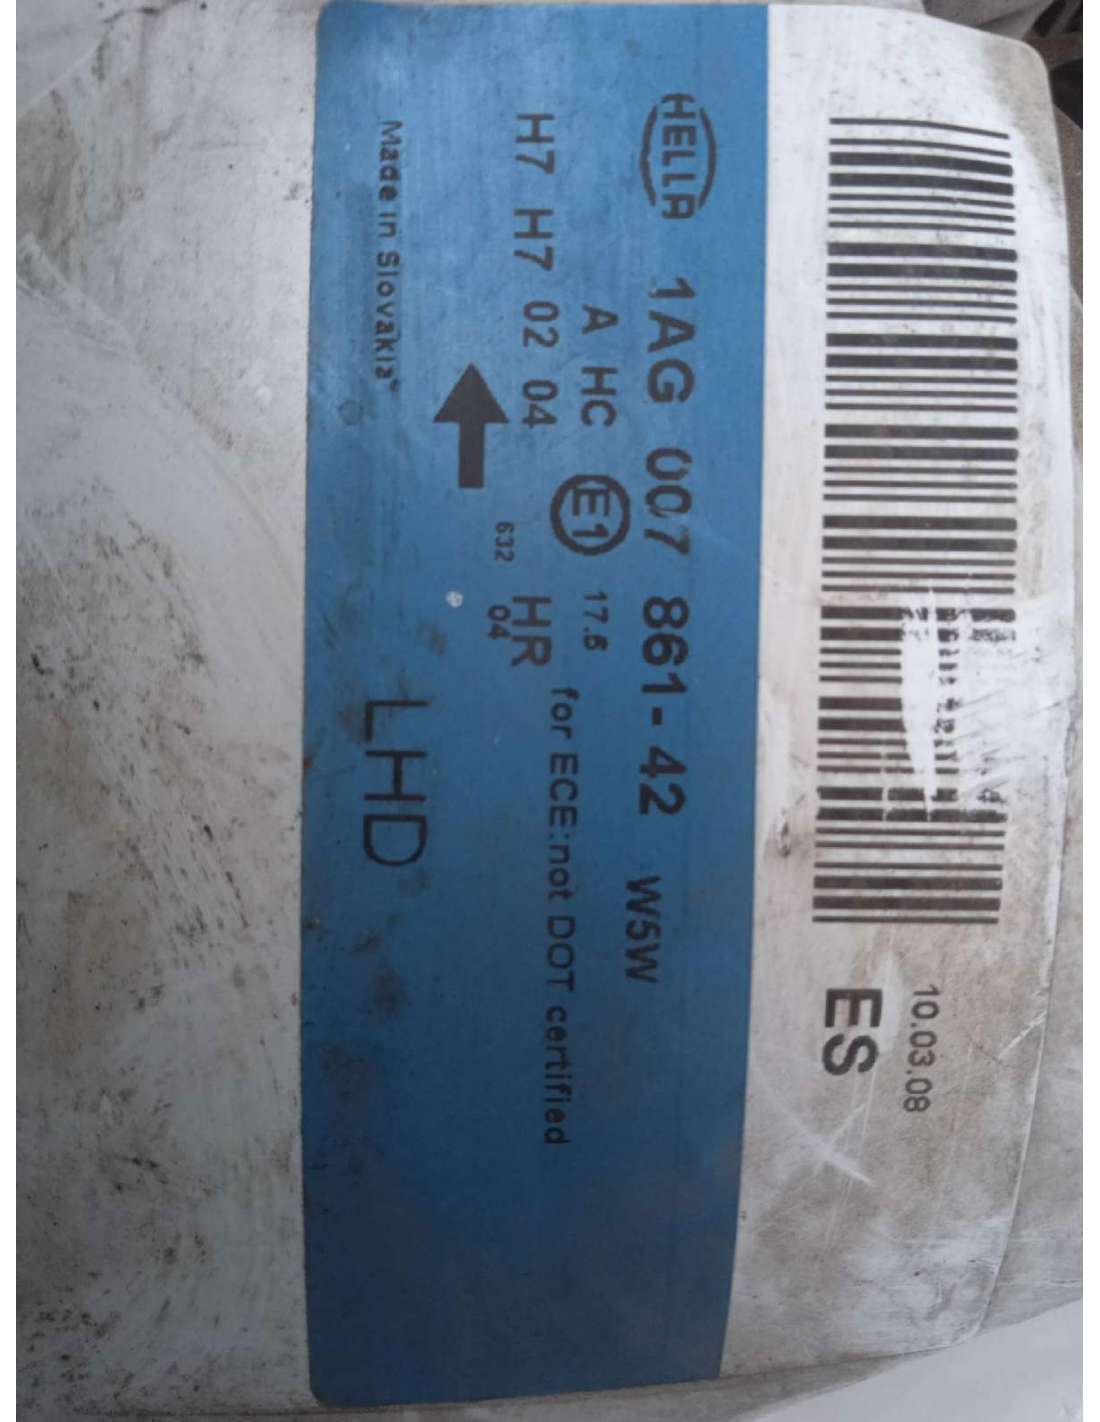 10.03.08
ES
HELLA 1AG 007 861-42 W5W
A HC E1 17.5
H7 H7 02 04 HR for ECE:not DOT certified
632 04
Made in Slovakia
LHD